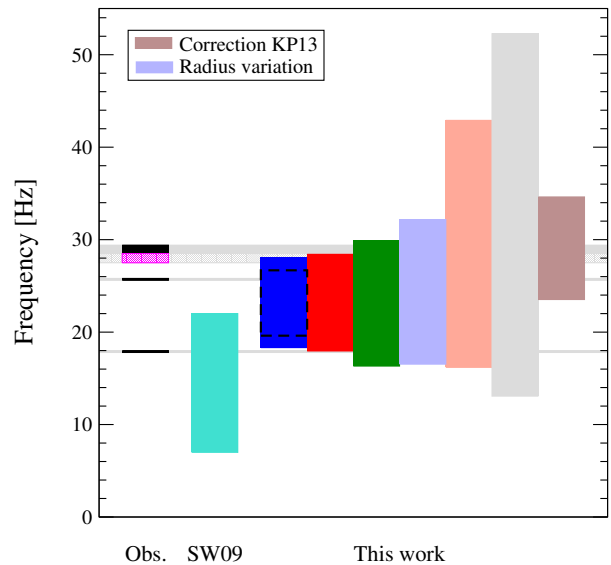 Correction KP13
Radius variation
Frequency [Hz]
50
40
30
20
10
0
Obs. SW09 This work